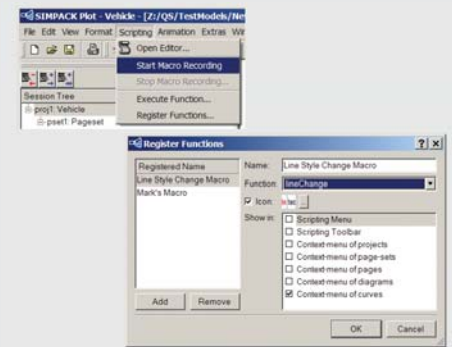 SIMPACK Plot - Vehicle - [Z:/QS/TestModels/Ne
File Edit View Format Scripting Animation Extras Wi
Open Editor...
Start Macro Recording
Stop Macro Recording...
Execute Function...
Register Functions...
Session Tree
proj1: Vehicle
pset1: Pageset
Register Functions
Registered Name
Line Style Change Macro
Mark's Macro
Add Remove
Name: Line Style Change Macro
Function: lineChange
Icon:
Show in:
Scripting Menu
Scripting Toolbar
Context-menu of projects
Context-menu of page-sets
Context-menu of pages
Context-menu of diagrams
Context-menu of curves
OK Cancel